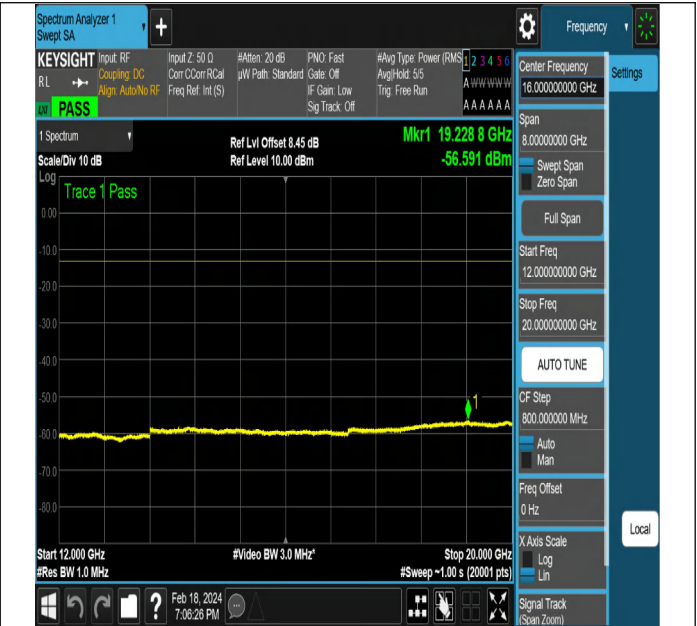 Spectrum Analyzer 1
Swept SA
+
Frequency
KEYSIGHT
RL
PASS
Input: RF
Coupling: DC
Align: Auto/No RF
Input Z: 50 Ω
Corr CCorr RCal
Freq Ref: Int (S)
#Atten: 20 dB
µW Path: Standard
PNO: Fast
Gate: Off
IF Gain: Low
Sig Track: Off
#Avg Type: Power (RMS
Avg|Hold: 5/5
Trig: Free Run
1 2 3 4 5 6
A W W W W W
A A A A A A
1 Spectrum
Scale/Div 10 dB
Ref Lvl Offset 8.45 dB
Ref Level 10.00 dBm
Mkr1 19.228 8 GHz
-56.591 dBm
Log
Trace 1 Pass
0.00
-10.0
-20.0
-30.0
-40.0
-50.0
-60.0
-70.0
-80.0
1
Start 12.000 GHz
#Res BW 1.0 MHz
#Video BW 3.0 MHz*
Stop 20.000 GHz
#Sweep ~1.00 s (20001 pts)
Center Frequency
16.000000000 GHz
Settings
Span
8.00000000 GHz
Swept Span
Zero Span
Full Span
Start Freq
12.000000000 GHz
Stop Freq
20.000000000 GHz
AUTO TUNE
CF Step
800.000000 MHz
Auto
Man
Freq Offset
0 Hz
Local
X Axis Scale
Log
Lin
Signal Track
(Span Zoom)
?
Feb 18, 2024
7:06:26 PM